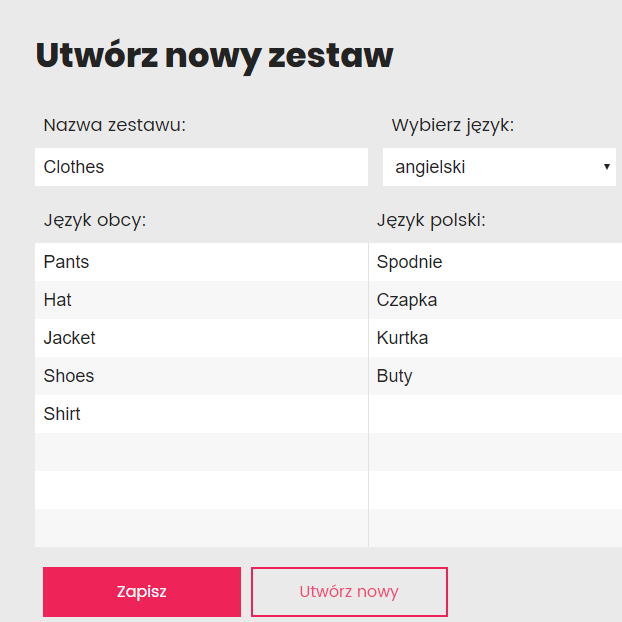 Utwórz nowy zestaw
Nazwa zestawu: Wybierz język:
Clothes angielski
Język obcy: Język polski:
Pants Spodnie
Hat Czapka
Jacket Kurtka
Shoes Buty
Shirt
Zapisz Utwórz nowy